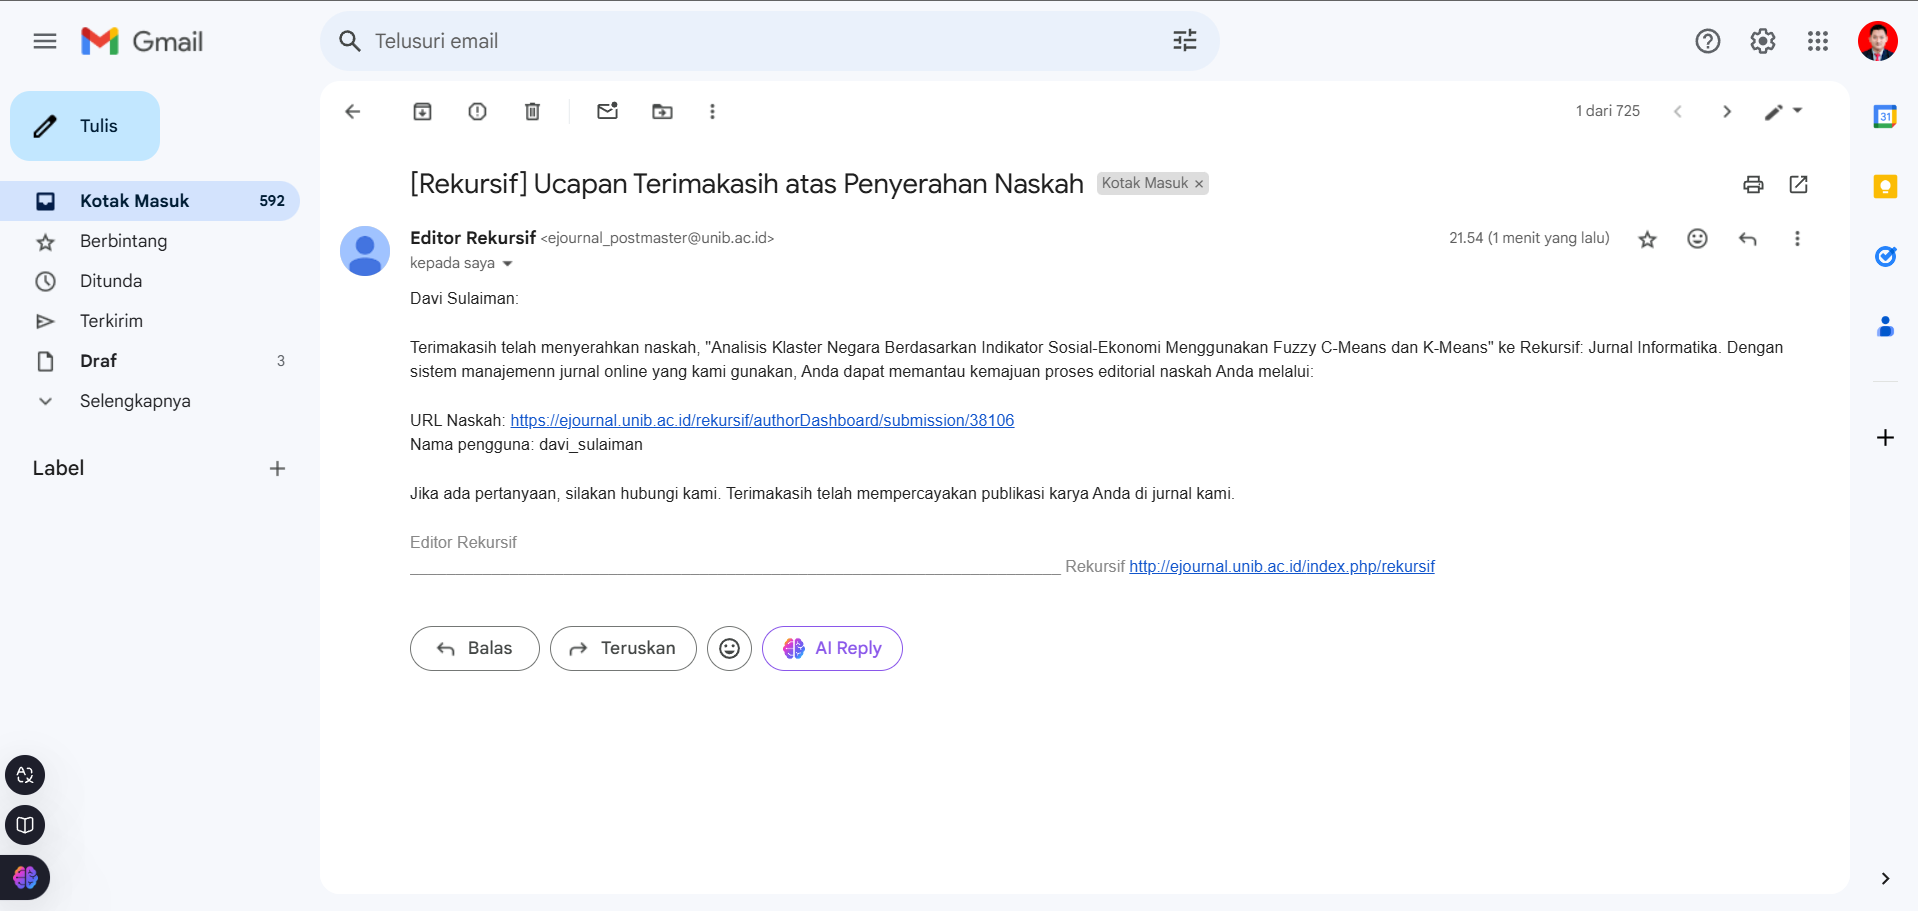 Gmail
Telusuri email
Tulis
1 dari 725
31
[Rekursif] Ucapan Terimakasih atas Penyerahan Naskah
Kotak Masuk ×
Kotak Masuk 592
Berbintang
Ditunda
Terkirim
Draf 3
Selengkapnya
Label
Editor Rekursif <ejournal_postmaster@unib.ac.id>
21.54 (1 menit yang lalu)
kepada saya
Davi Sulaiman:
Terimakasih telah menyerahkan naskah, "Analisis Klaster Negara Berdasarkan Indikator Sosial-Ekonomi Menggunakan Fuzzy C-Means dan K-Means" ke Rekursif: Jurnal Informatika. Dengan
sistem manajemenn jurnal online yang kami gunakan, Anda dapat memantau kemajuan proses editorial naskah Anda melalui:
URL Naskah: https://ejournal.unib.ac.id/rekursif/authorDashboard/submission/38106
Nama pengguna: davi_sulaiman
Jika ada pertanyaan, silakan hubungi kami. Terimakasih telah mempercayakan publikasi karya Anda di jurnal kami.
Editor Rekursif
Rekursif http://ejournal.unib.ac.id/index.php/rekursif
Balas
Teruskan
AI Reply